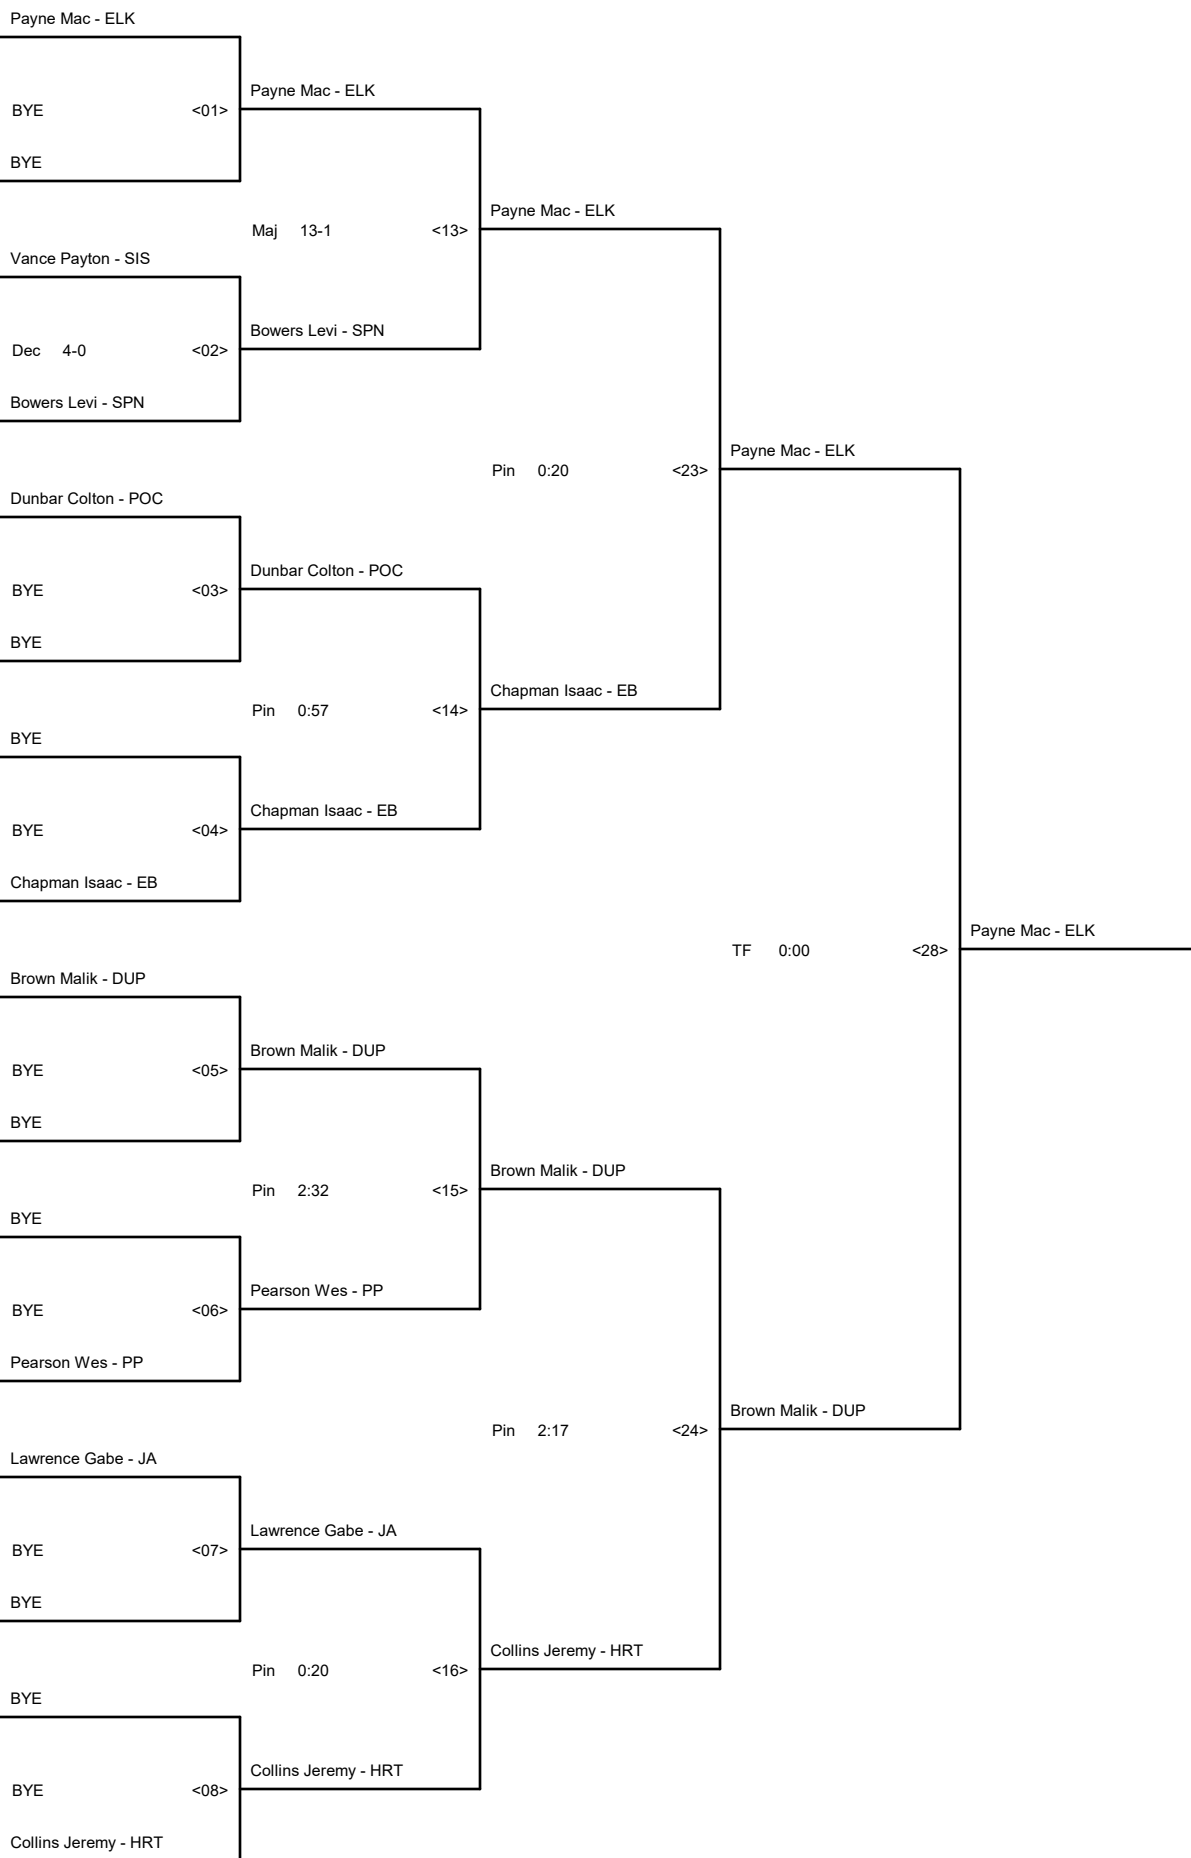 Payne Mac - ELK
Payne Mac - ELK
BYE <01>
BYE
Payne Mac - ELK
Maj 13-1 <13>
Vance Payton - SIS
Bowers Levi - SPN
Dec 4-0 <02>
Bowers Levi - SPN
Payne Mac - ELK
Pin 0:20 <23>
Dunbar Colton - POC
Dunbar Colton - POC
BYE <03>
BYE
Chapman Isaac - EB
Pin 0:57 <14>
BYE
Chapman Isaac - EB
BYE <04>
Chapman Isaac - EB
Payne Mac - ELK
TF 0:00 <28>
Brown Malik - DUP
Brown Malik - DUP
BYE <05>
BYE
Brown Malik - DUP
Pin 2:32 <15>
BYE
Pearson Wes - PP
BYE <06>
Pearson Wes - PP
Brown Malik - DUP
Pin 2:17 <24>
Lawrence Gabe - JA
Lawrence Gabe - JA
BYE <07>
BYE
Collins Jeremy - HRT
Pin 0:20 <16>
BYE
Collins Jeremy - HRT
BYE <08>
Collins Jeremy - HRT